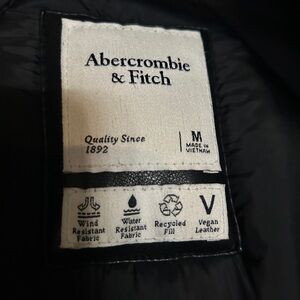 Abercrombie
& Fitch
Quality Since
1892
M
MADE IN
VIETNAM
Wind
Resistant
Fabric
Water
Resistant
Fabric
Recycled
Fill
V
Vegan
Leather